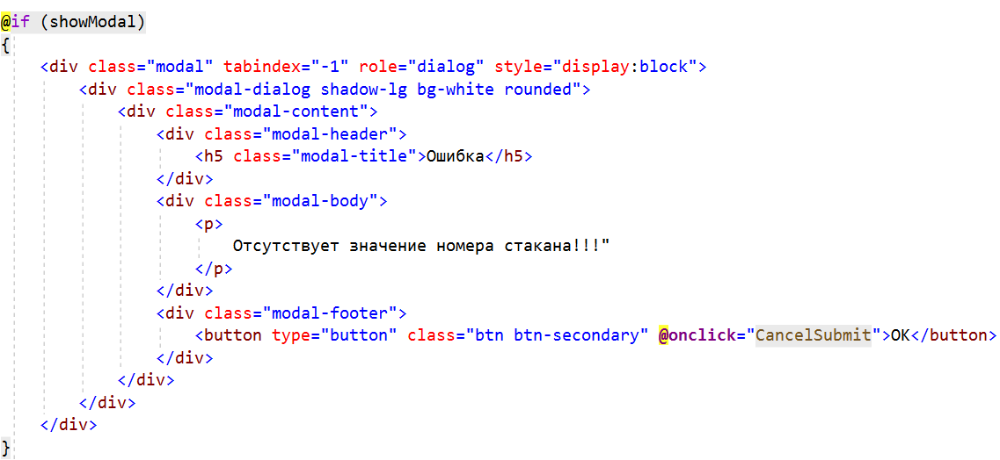 @if (showModal)
{
    <div class="modal" tabindex="-1" role="dialog" style="display:block">
        <div class="modal-dialog shadow-lg bg-white rounded">
            <div class="modal-content">
                <div class="modal-header">
                    <h5 class="modal-title">Ошибка</h5>
                </div>
                <div class="modal-body">
                    <p>
                        Отсутствует значение номера стакана!!!"
                    </p>
                </div>
                <div class="modal-footer">
                    <button type="button" class="btn btn-secondary" @onclick="CancelSubmit">ОК</button>
                </div>
            </div>
        </div>
    </div>
}